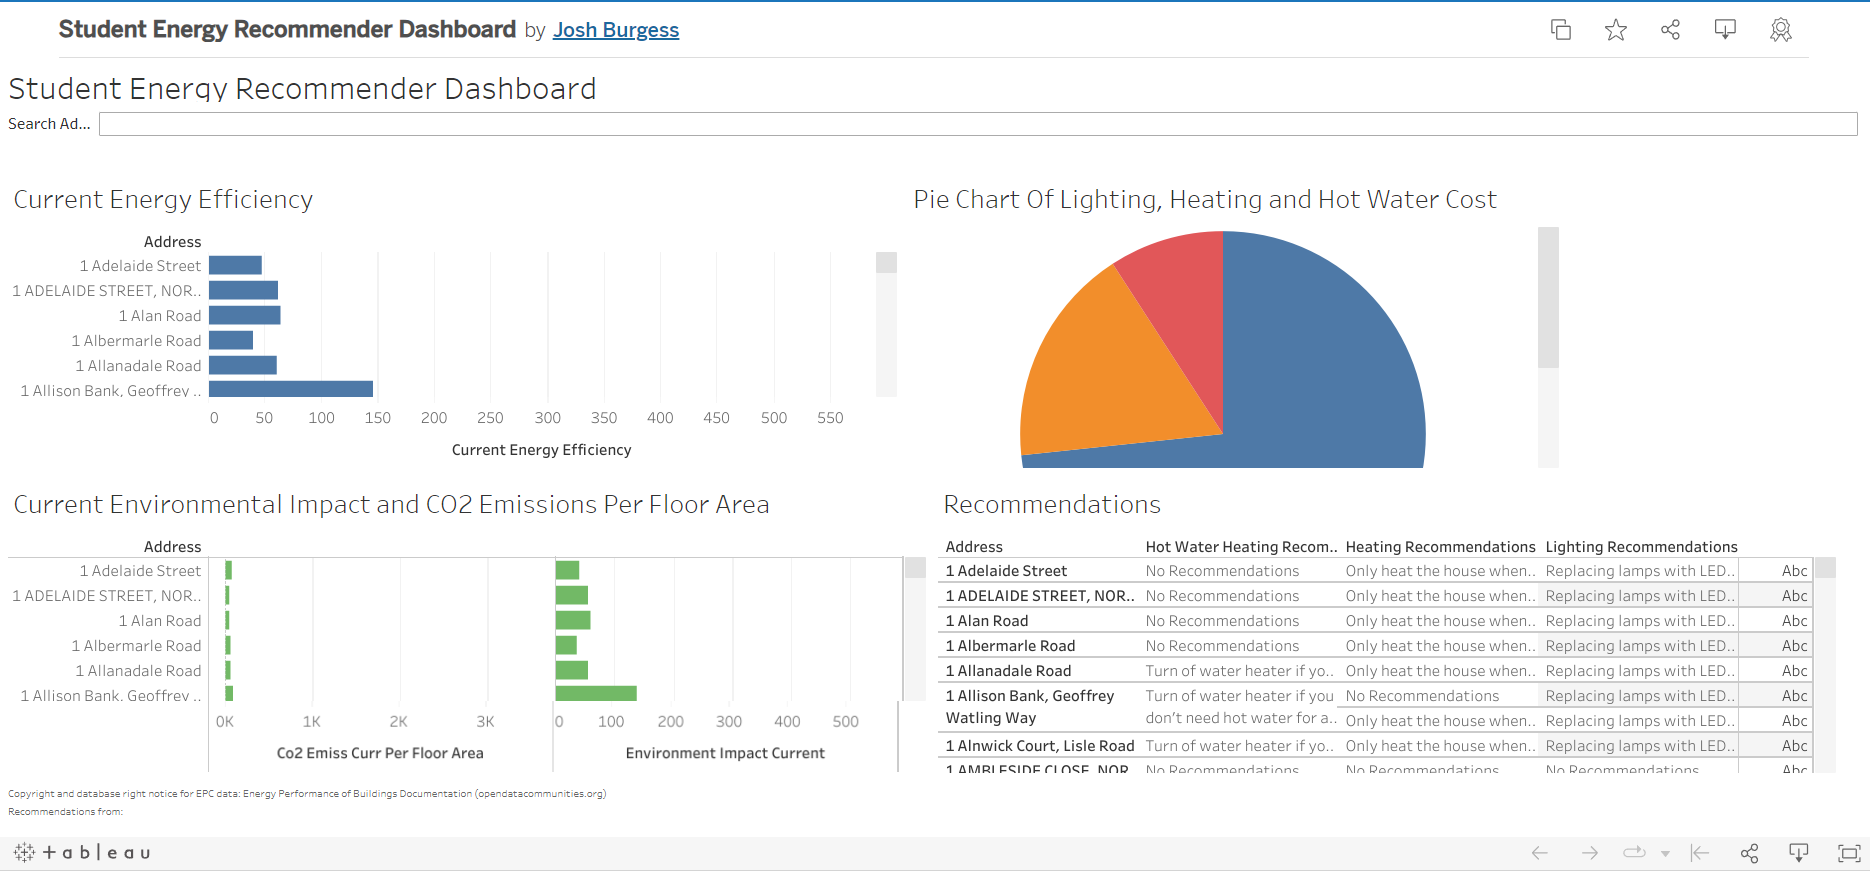 Student Energy Recommender Dashboard by Josh Burgess
Student Energy Recommender Dashboard
Search Ad...
Current Energy Efficiency
Address
1 Adelaide Street
1 ADELAIDE STREET, NOR..
1 Alan Road
1 Albermarle Road
1 Allanadale Road
1 Allison Bank, Geoffrey ..
0 50 100 150 200 250 300 350 400 450 500 550
Current Energy Efficiency
Pie Chart Of Lighting, Heating and Hot Water Cost
Current Environmental Impact and CO2 Emissions Per Floor Area
Address
1 Adelaide Street
1 ADELAIDE STREET, NOR..
1 Alan Road
1 Albermarle Road
1 Allanadale Road
1 Allison Bank, Geoffrey ..
0K 1K 2K 3K 0 100 200 300 400 500
Co2 Emiss Curr Per Floor Area Environment Impact Current
Recommendations
Address Hot Water Heating Recom.. Heating Recommendations Lighting Recommendations
1 Adelaide Street No Recommendations Only heat the house when.. Replacing lamps with LED.. Abc
1 ADELAIDE STREET, NOR.. No Recommendations Only heat the house when.. Replacing lamps with LED.. Abc
1 Alan Road No Recommendations Only heat the house when.. Replacing lamps with LED.. Abc
1 Albermarle Road No Recommendations Only heat the house when.. Replacing lamps with LED.. Abc
1 Allanadale Road Turn of water heater if yo.. Only heat the house when.. Replacing lamps with LED.. Abc
1 Allison Bank, Geoffrey Turn of water heater if you No Recommendations Replacing lamps with LED.. Abc
Watling Way don't need hot water for a.. Only heat the house when.. Replacing lamps with LED.. Abc
1 Alnwick Court, Lisle Road Turn of water heater if yo.. Only heat the house when.. Replacing lamps with LED.. Abc
1 AMBLESIDE CLOSE, NOR.. No Recommendations No Recommendations No Recommendations Abc
Copyright and database right notice for EPC data: Energy Performance of Buildings Documentation (opendatacommunities.org)
Recommendations from:
+ableau